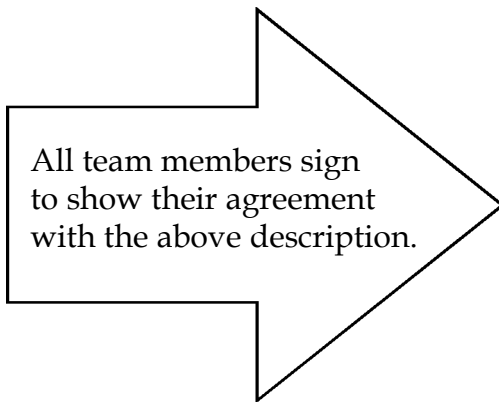 All team members sign
to show their agreement
with the above description.